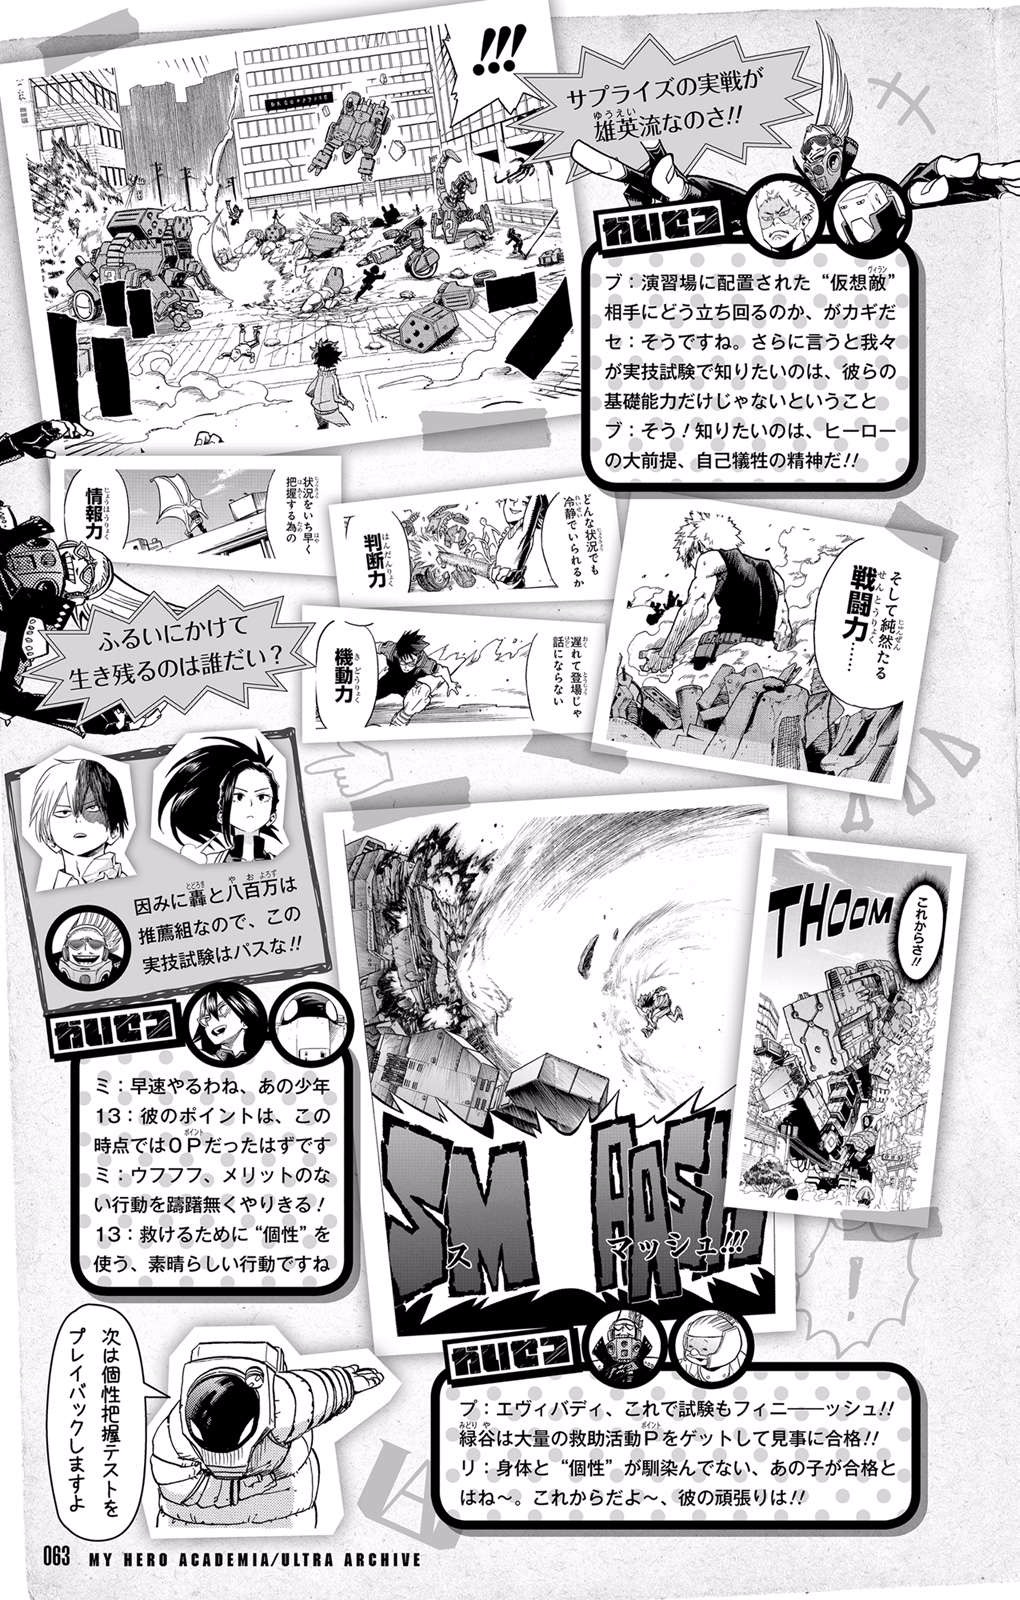 !!!
サプライズの実戦が
雄英流なのさ!!
かいせつ
ブ：演習場に配置された“仮想敵”
相手にどう立ち回るのか、がカギだ
セ：そうですね。さらに言うと我々
が実技試験で知りたいのは、彼らの
基礎能力だけじゃないということ
ブ：そう！知りたいのは、ヒーロー
の大前提、自己犠牲の精神だ!!
状況をいち早く
把握する為の
情報力
どんな状況でも
冷静でいられるか
判断力
遅れて登場じゃ
話にならない
機動力
そして純然たる
戦闘力……
ふるいにかけて
生き残るのは誰だい？
因みに轟と八百万は
推薦組なので、この
実技試験はパスな!!
THOOM
これからさ!!
SMAASH
スマッシュ!!!
かいせつ
ミ：早速やるわね、あの少年
13：彼のポイントは、この
時点では0Pだったはずです
ミ：ウフフフ、メリットのな
い行動を躊躇無くやりきる！
13：救けるために“個性”を
使う、素晴らしい行動ですね
かいせつ
プ：エヴィバディ、これで試験もフィニ――ッシュ!!
緑谷は大量の救助活動Pをゲットして見事に合格!!
リ：身体と“個性”が馴染んでない、あの子が合格と
はね〜。これからだよ〜、彼の頑張りは!!
次は個性把握テストを
プレイバックしますよ
063 MY HERO ACADEMIA/ULTRA ARCHIVE